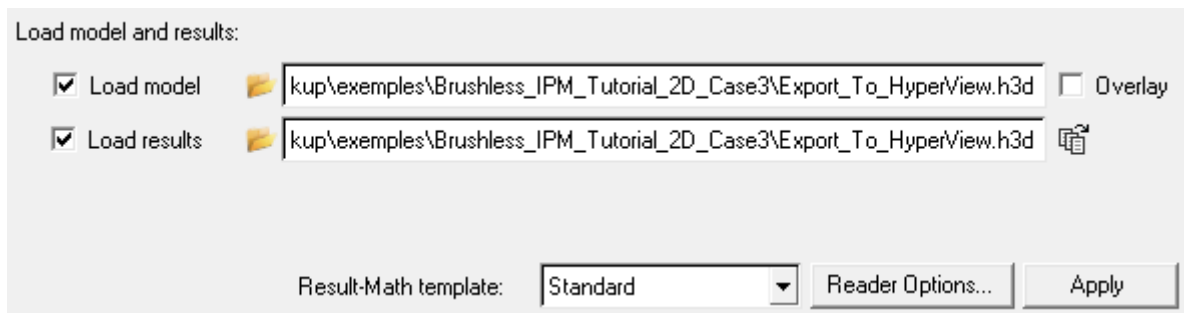 Load model and results:
Load model kup\exemples\Brushless_IPM_Tutorial_2D_Case3\Export_To_HyperView.h3d Overlay
Load results kup\exemples\Brushless_IPM_Tutorial_2D_Case3\Export_To_HyperView.h3d
Result-Math template: Standard Reader Options... Apply